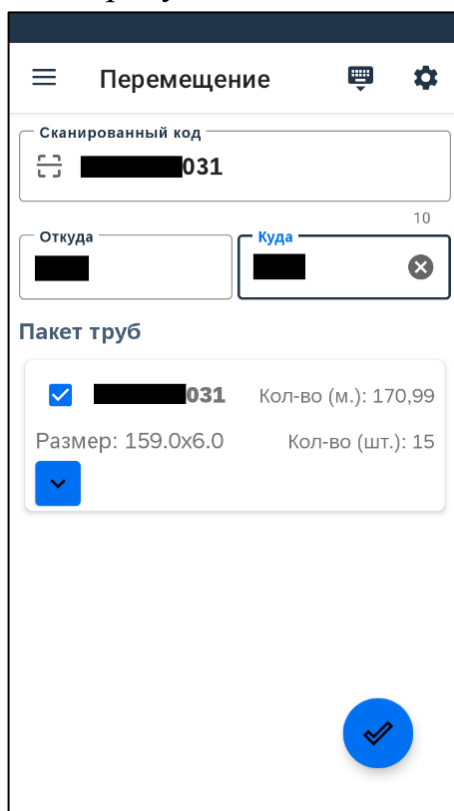 Перемещение
Сканированный код
031
10
Откуда
Куда
Пакет труб
031 Кол-во (м.): 170,99
Размер: 159.0x6.0 Кол-во (шт.): 15